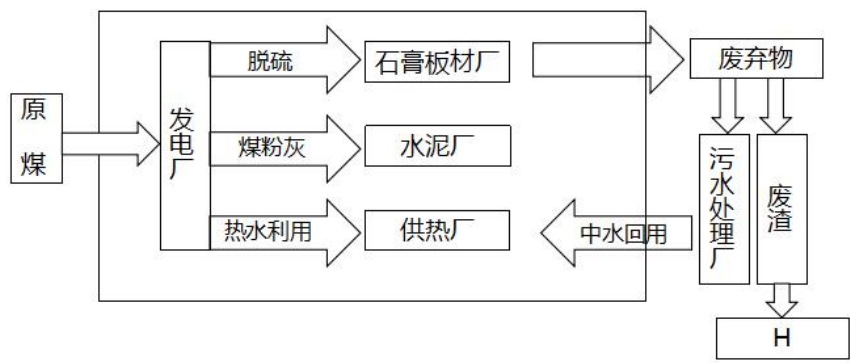 原煤
发电厂
脱硫
石膏板材厂
废弃物
煤粉灰
水泥厂
热水利用
供热厂
中水回用
污水处理厂
废渣
H